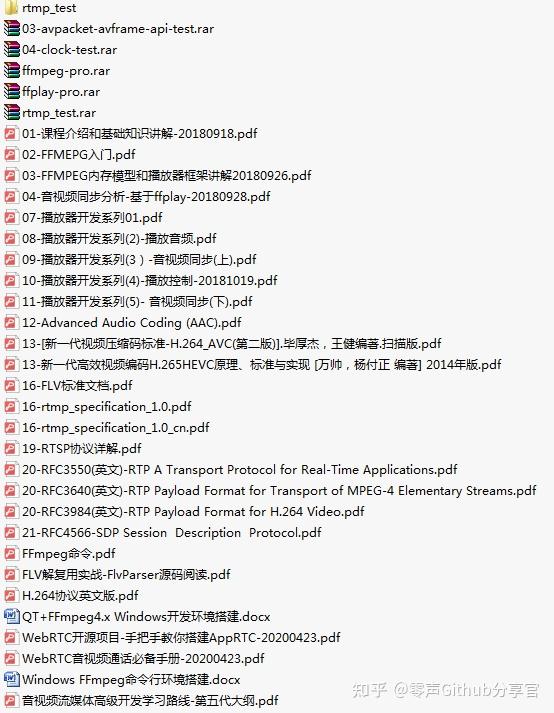 rtmp_test
03-avpacket-avframe-api-test.rar
04-clock-test.rar
ffmpeg-pro.rar
ffplay-pro.rar
rtmp_test.rar
01-课程介绍和基础知识讲解-20180918.pdf
02-FFMEPG入门.pdf
03-FFMPEG内存模型和播放器框架讲解20180926.pdf
04-音视频同步分析-基于ffplay-20180928.pdf
07-播放器开发系列01.pdf
08-播放器开发系列(2)-播放音频.pdf
09-播放器开发系列(3）-音视频同步(上).pdf
10-播放器开发系列(4)-播放控制-20181019.pdf
11-播放器开发系列(5)- 音视频同步(下).pdf
12-Advanced Audio Coding (AAC).pdf
13-[新一代视频压缩码标准-H.264_AVC(第二版)].毕厚杰，王健编著.扫描版.pdf
13-新一代高效视频编码H.265HEVC原理、标准与实现 [万帅，杨付正 编著] 2014年版.pdf
16-FLV标准文档.pdf
16-rtmp_specification_1.0.pdf
16-rtmp_specification_1.0_cn.pdf
19-RTSP协议详解.pdf
20-RFC3550(英文)-RTP A Transport Protocol for Real-Time Applications.pdf
20-RFC3640(英文)-RTP Payload Format for Transport of MPEG-4 Elementary Streams.pdf
20-RFC3984(英文)-RTP Payload Format for H.264 Video.pdf
21-RFC4566-SDP Session  Description  Protocol.pdf
FFmpeg命令.pdf
FLV解复用实战-FlvParser源码阅读.pdf
H.264协议英文版.pdf
QT+FFmpeg4.x Windows开发环境搭建.docx
WebRTC开源项目-手把手教你搭建AppRTC-20200423.pdf
WebRTC音视频通话必备手册-20200423.pdf
Windows FFmpeg命令行环境搭建.docx
音视频流媒体高级开发学习路线-第五代大纲.pdf
知乎 @零声Github分享官